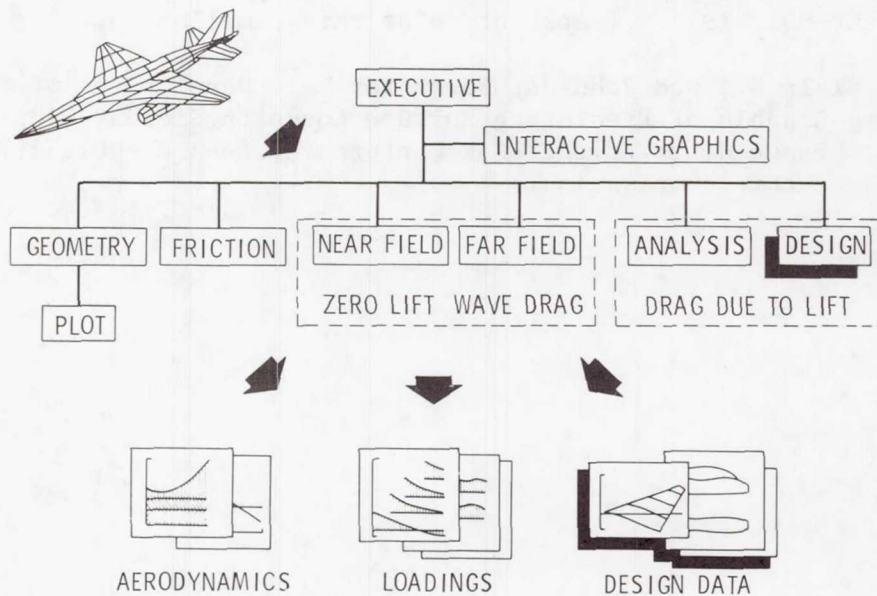 EXECUTIVE
INTERACTIVE GRAPHICS
GEOMETRY
FRICTION
NEAR FIELD
FAR FIELD
ANALYSIS
DESIGN
ZERO LIFT WAVE DRAG
DRAG DUE TO LIFT
PLOT
AERODYNAMICS
LOADINGS
DESIGN DATA